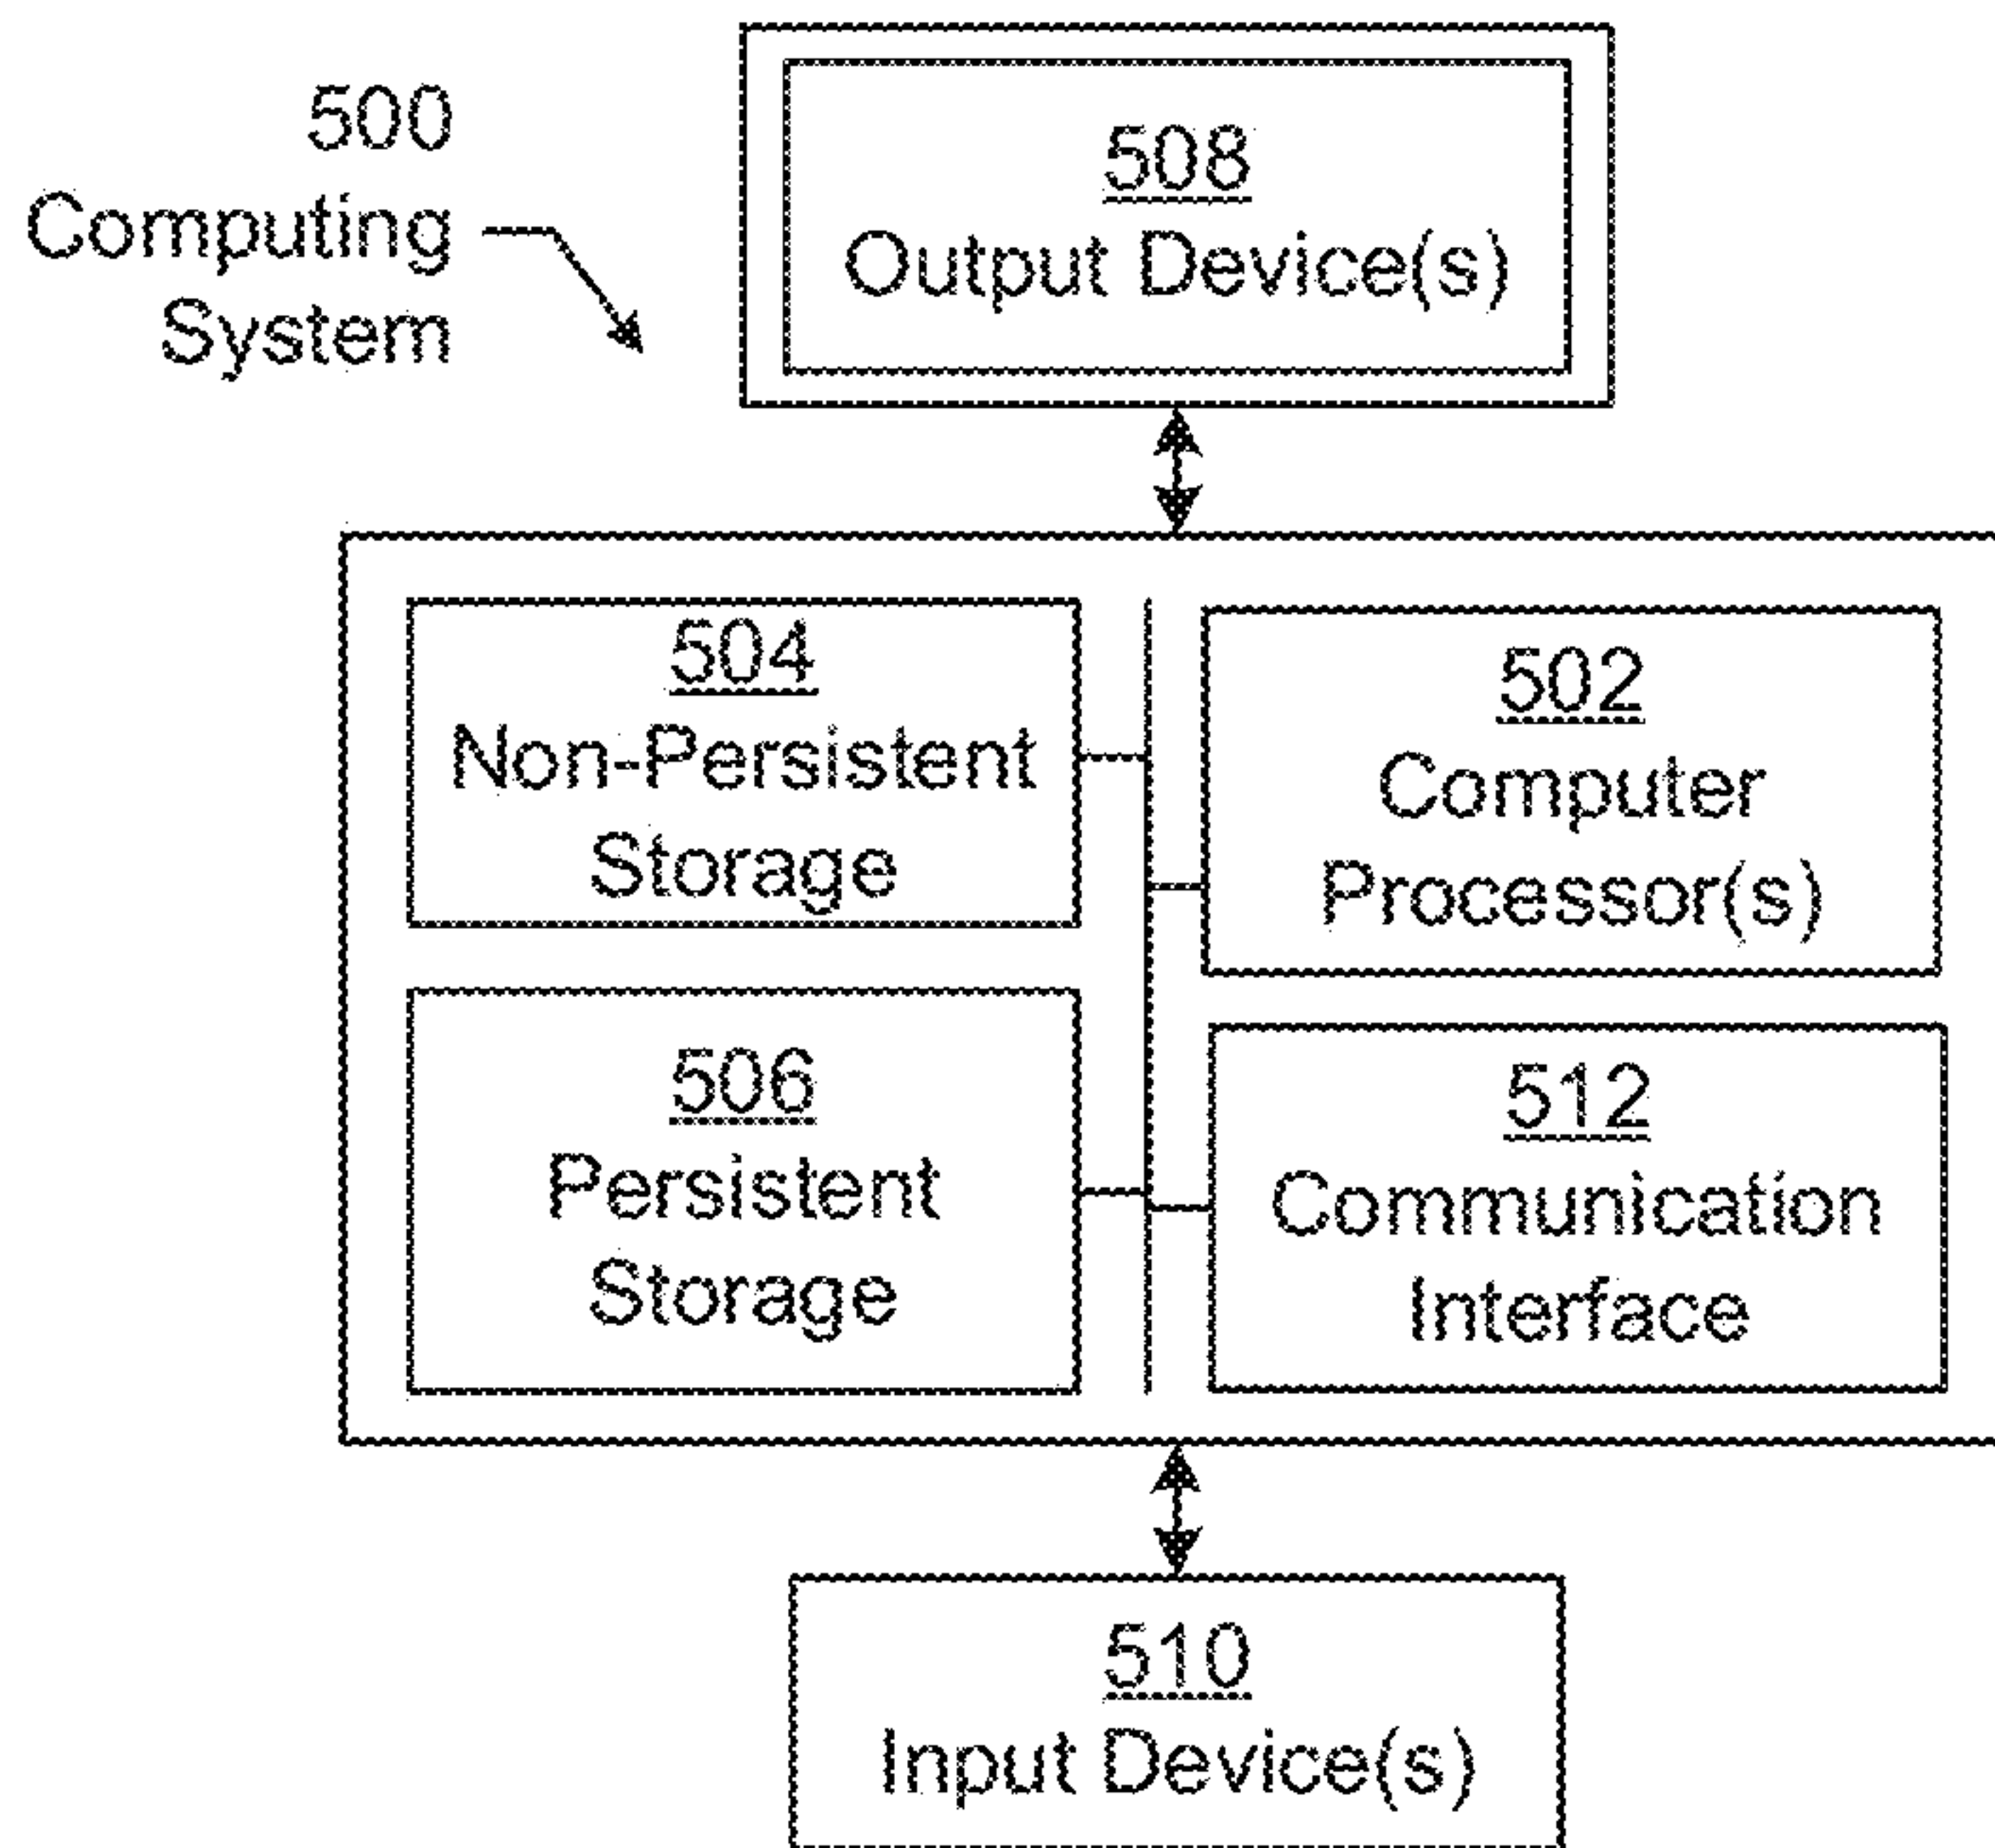 500
Computing
System
508
Output Device(s)
504
Non-Persistent
Storage
502
Computer
Processor(s)
506
Persistent
Storage
512
Communication
Interface
510
Input Device(s)